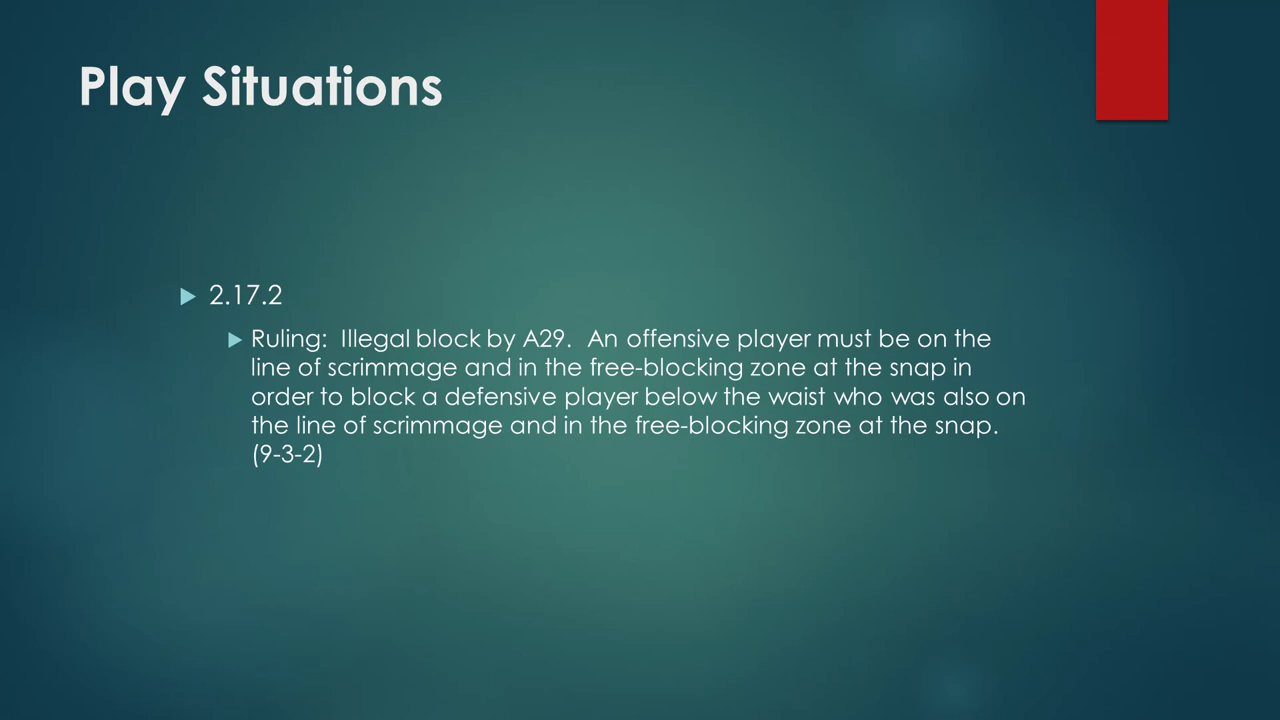 Play Situations
2.17.2
Ruling: Illegal block by A29. An offensive player must be on the
line of scrimmage and in the free-blocking zone at the snap in
order to block a defensive player below the waist who was also on
the line of scrimmage and in the free-blocking zone at the snap.
(9-3-2)